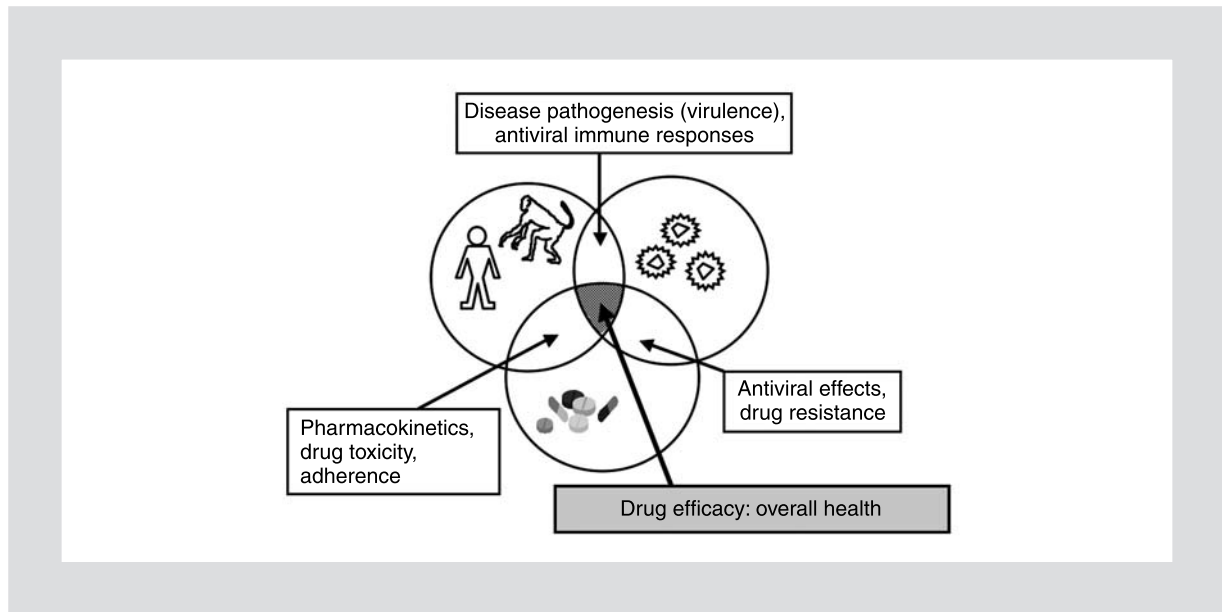 Disease pathogenesis (virulence),
antiviral immune responses
Antiviral effects,
drug resistance
Pharmacokinetics,
drug toxicity,
adherence
Drug efficacy: overall health